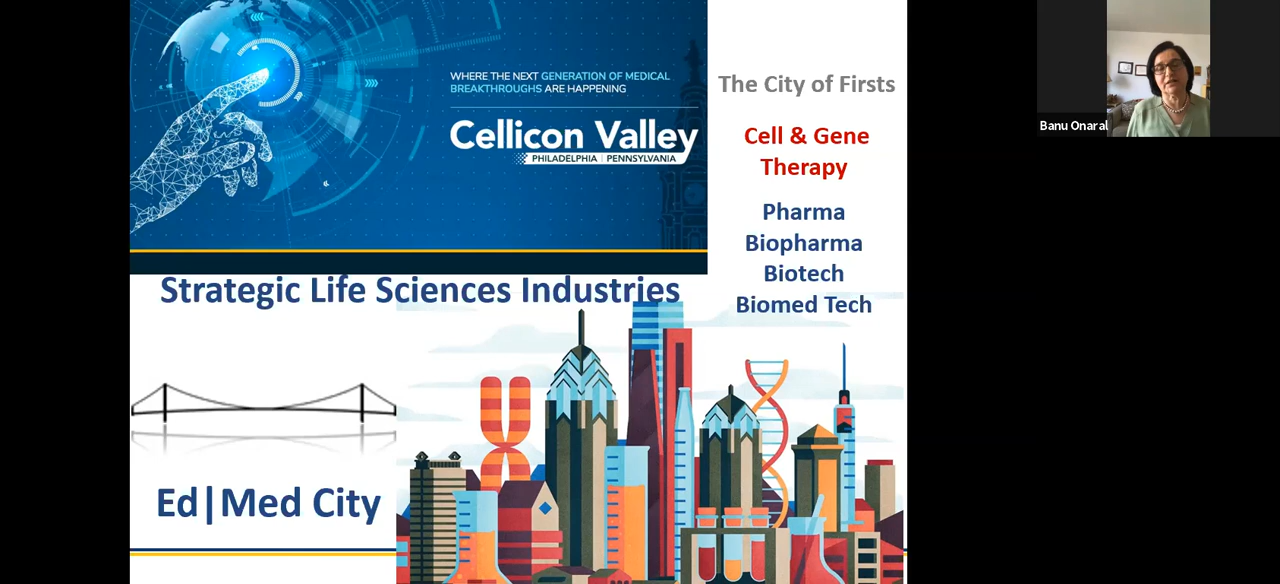 WHERE THE NEXT GENERATION OF MEDICAL
BREAKTHROUGHS ARE HAPPENING
Cellicon Valley
PHILADELPHIA | PENNSYLVANIA
The City of Firsts
Cell & Gene
Therapy
Pharma
Biopharma
Biotech
Biomed Tech
Strategic Life Sciences Industries
Ed|Med City
Banu Onaral